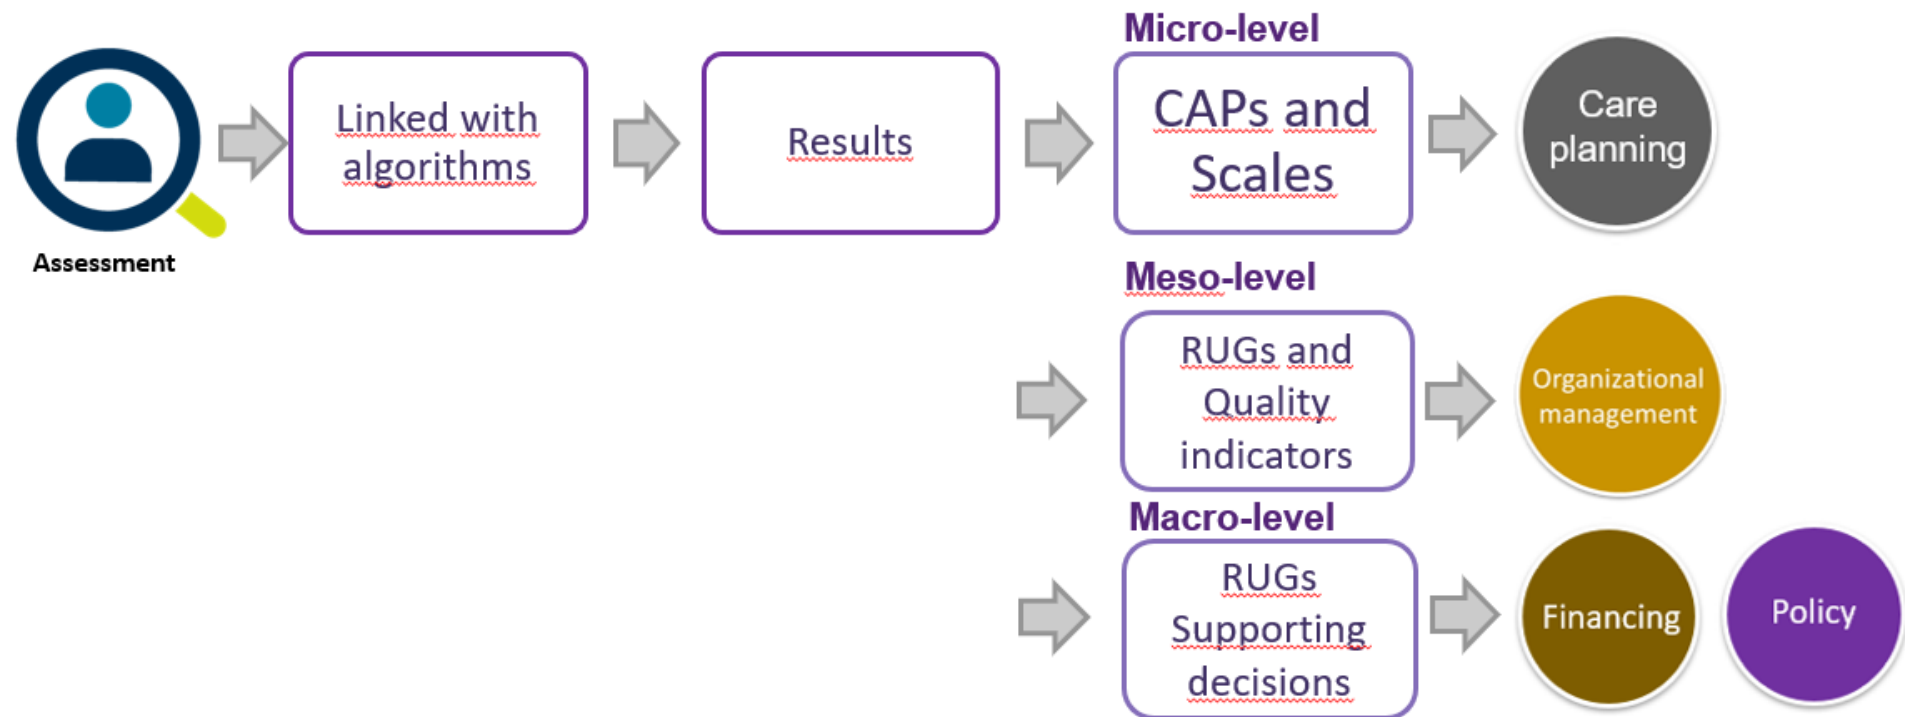 Assessment
Linked with
algorithms
Results
Micro-level
CAPs and
Scales
Care
planning
Meso-level
RUGs and
Quality
indicators
Organizational
management
Macro-level
RUGs
Supporting
decisions
Financing
Policy